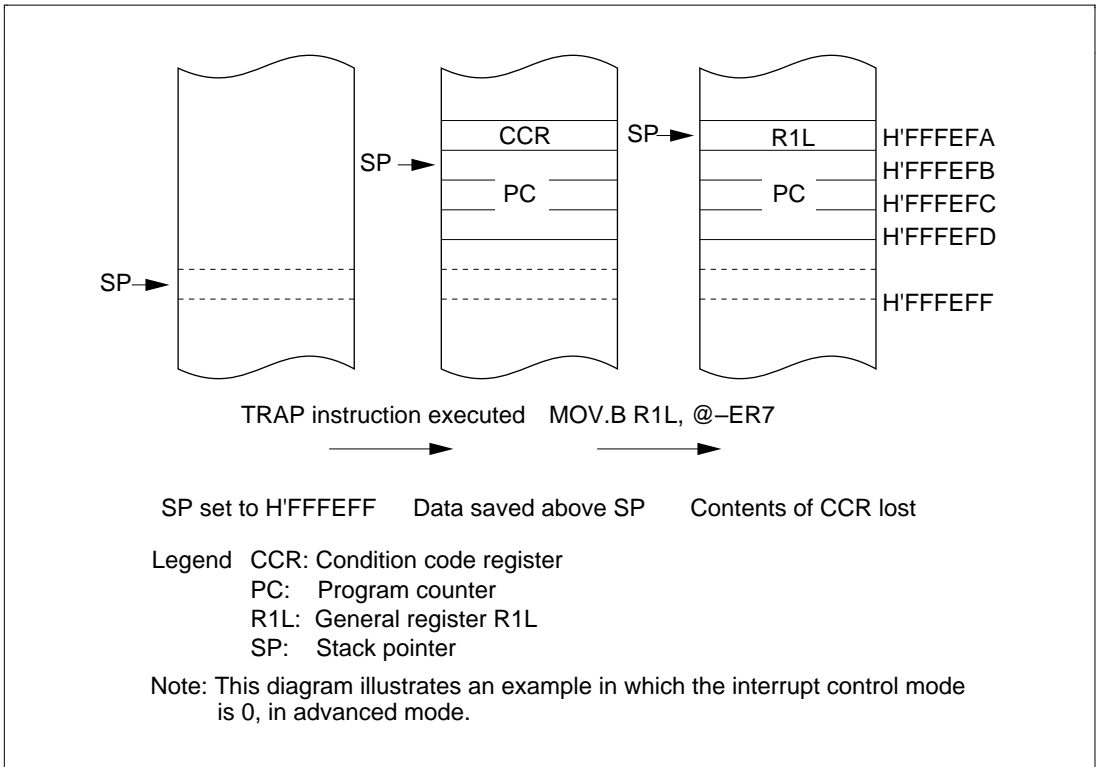 CCR
SP
R1L
H'FFFEFA
SP
H'FFFEFB
PC
PC
H'FFFEFC
H'FFFEFD
SP
H'FFFEFF
TRAP instruction executed MOV.B R1L, @–ER7
SP set to H'FFFEFF Data saved above SP Contents of CCR lost
Legend CCR: Condition code register
PC: Program counter
R1L: General register R1L
SP: Stack pointer
Note: This diagram illustrates an example in which the interrupt control mode
is 0, in advanced mode.